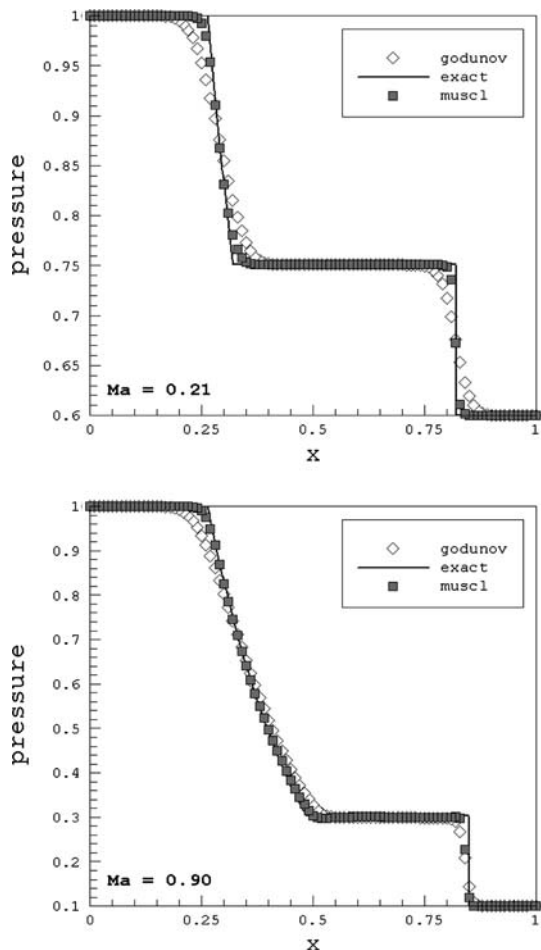 1
0.95
0.9
0.85
0.8
0.75
0.7
0.65
0.6
pressure
godunov
exact
muscl
Ma = 0.21
0 0.25 0.5 0.75 1
X
1
0.9
0.8
0.7
0.6
0.5
0.4
0.3
0.2
0.1
pressure
godunov
exact
muscl
Ma = 0.90
0 0.25 0.5 0.75 1
X